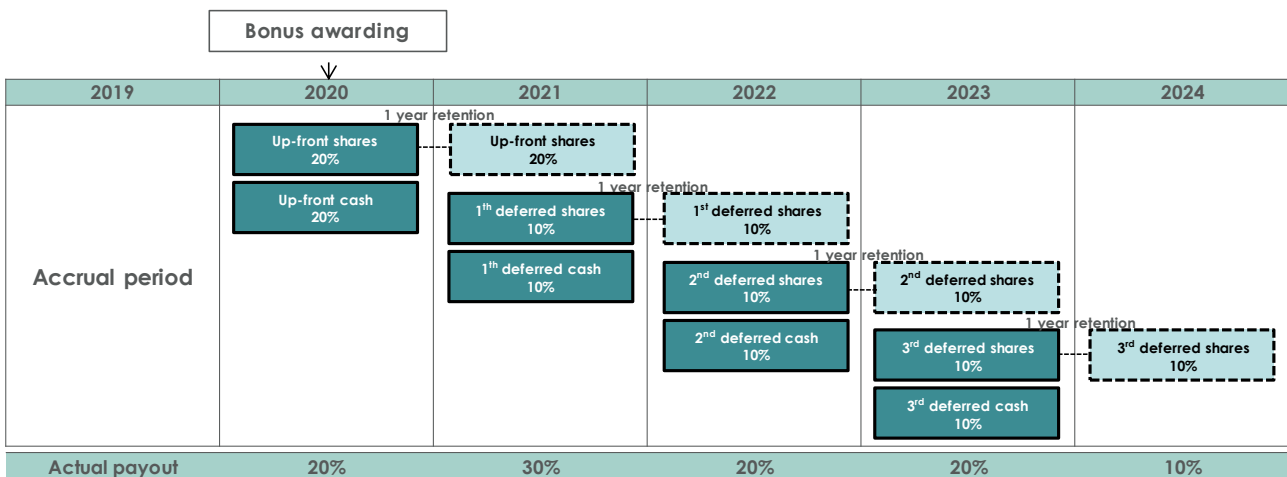 Bonus awarding
2019 2020 2021 2022 2023 2024
1 year retention
Up-front shares
20%
Up-front shares
20%
Up-front cash
20%
1 year retention
1th deferred shares
10%
1st deferred shares
10%
1th deferred cash
10%
Accrual period
1 year retention
2nd deferred shares
10%
2nd deferred shares
10%
2nd deferred cash
10%
1 year retention
3rd deferred shares
10%
3rd deferred shares
10%
3rd deferred cash
10%
Actual payout 20% 30% 20% 20% 10%